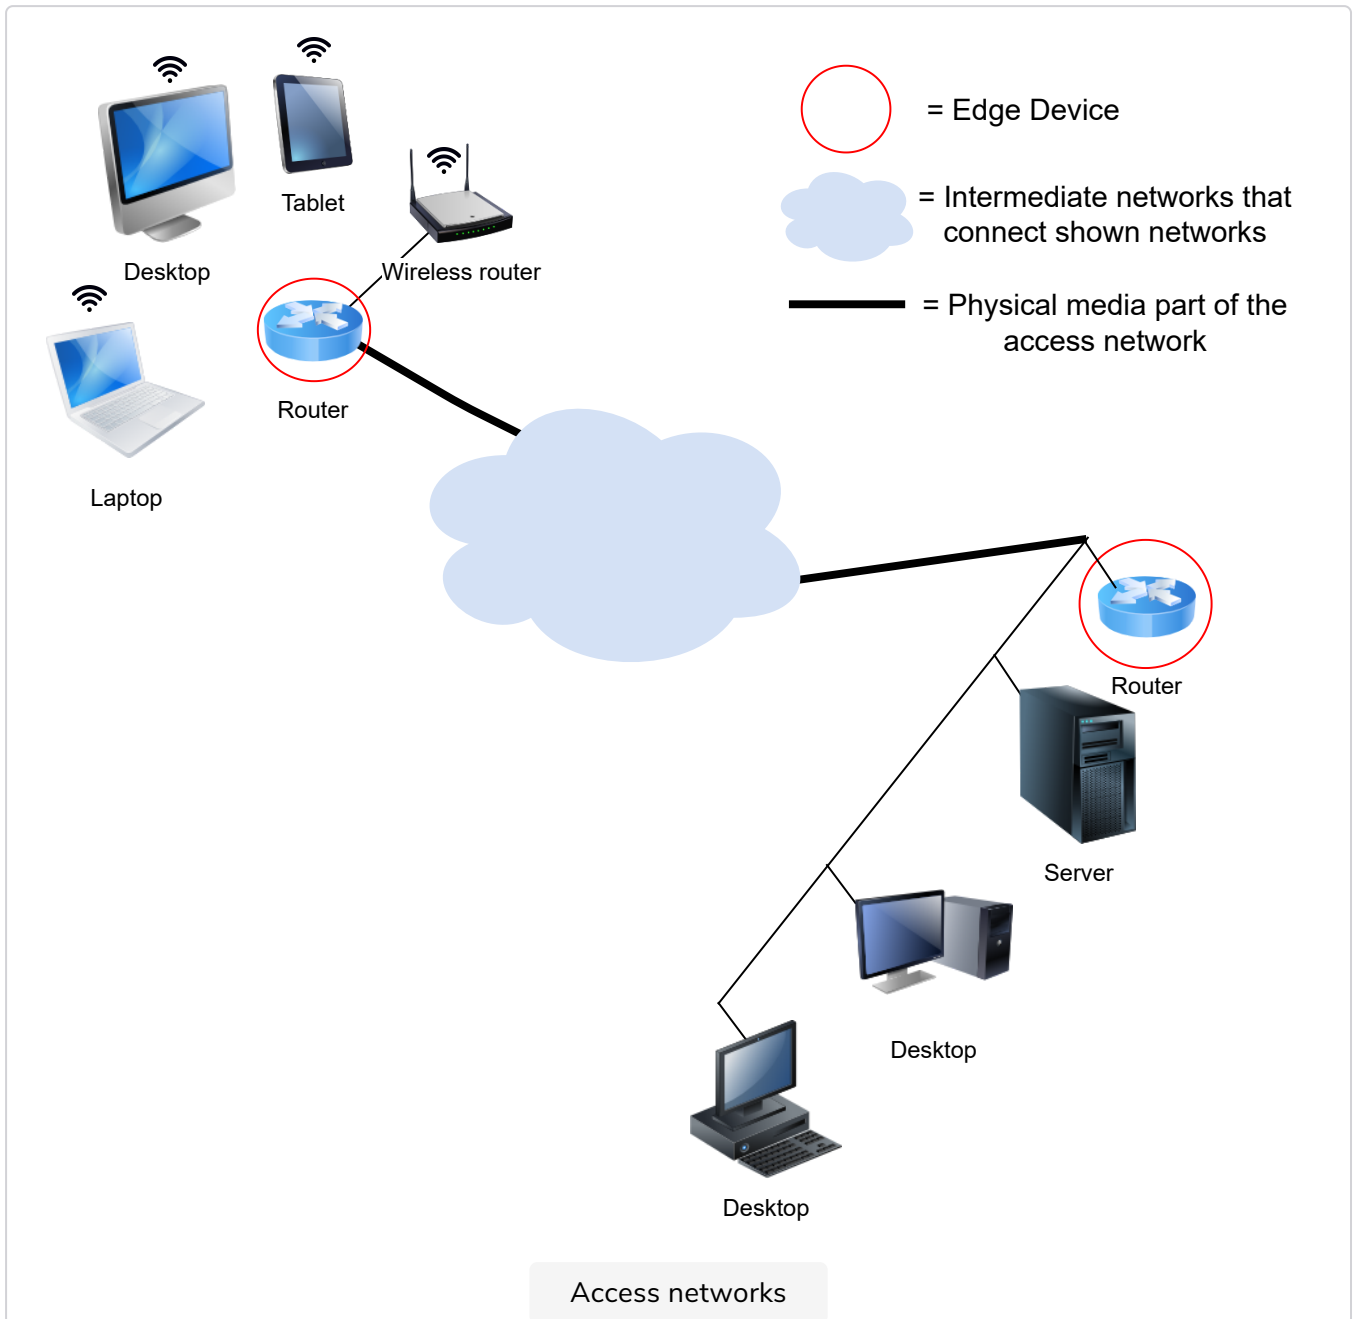 = Edge Device
Tablet
= Intermediate networks that
connect shown networks
Desktop
Wireless router
= Physical media part of the
access network
Router
Laptop
Router
Server
Desktop
Desktop
Access networks